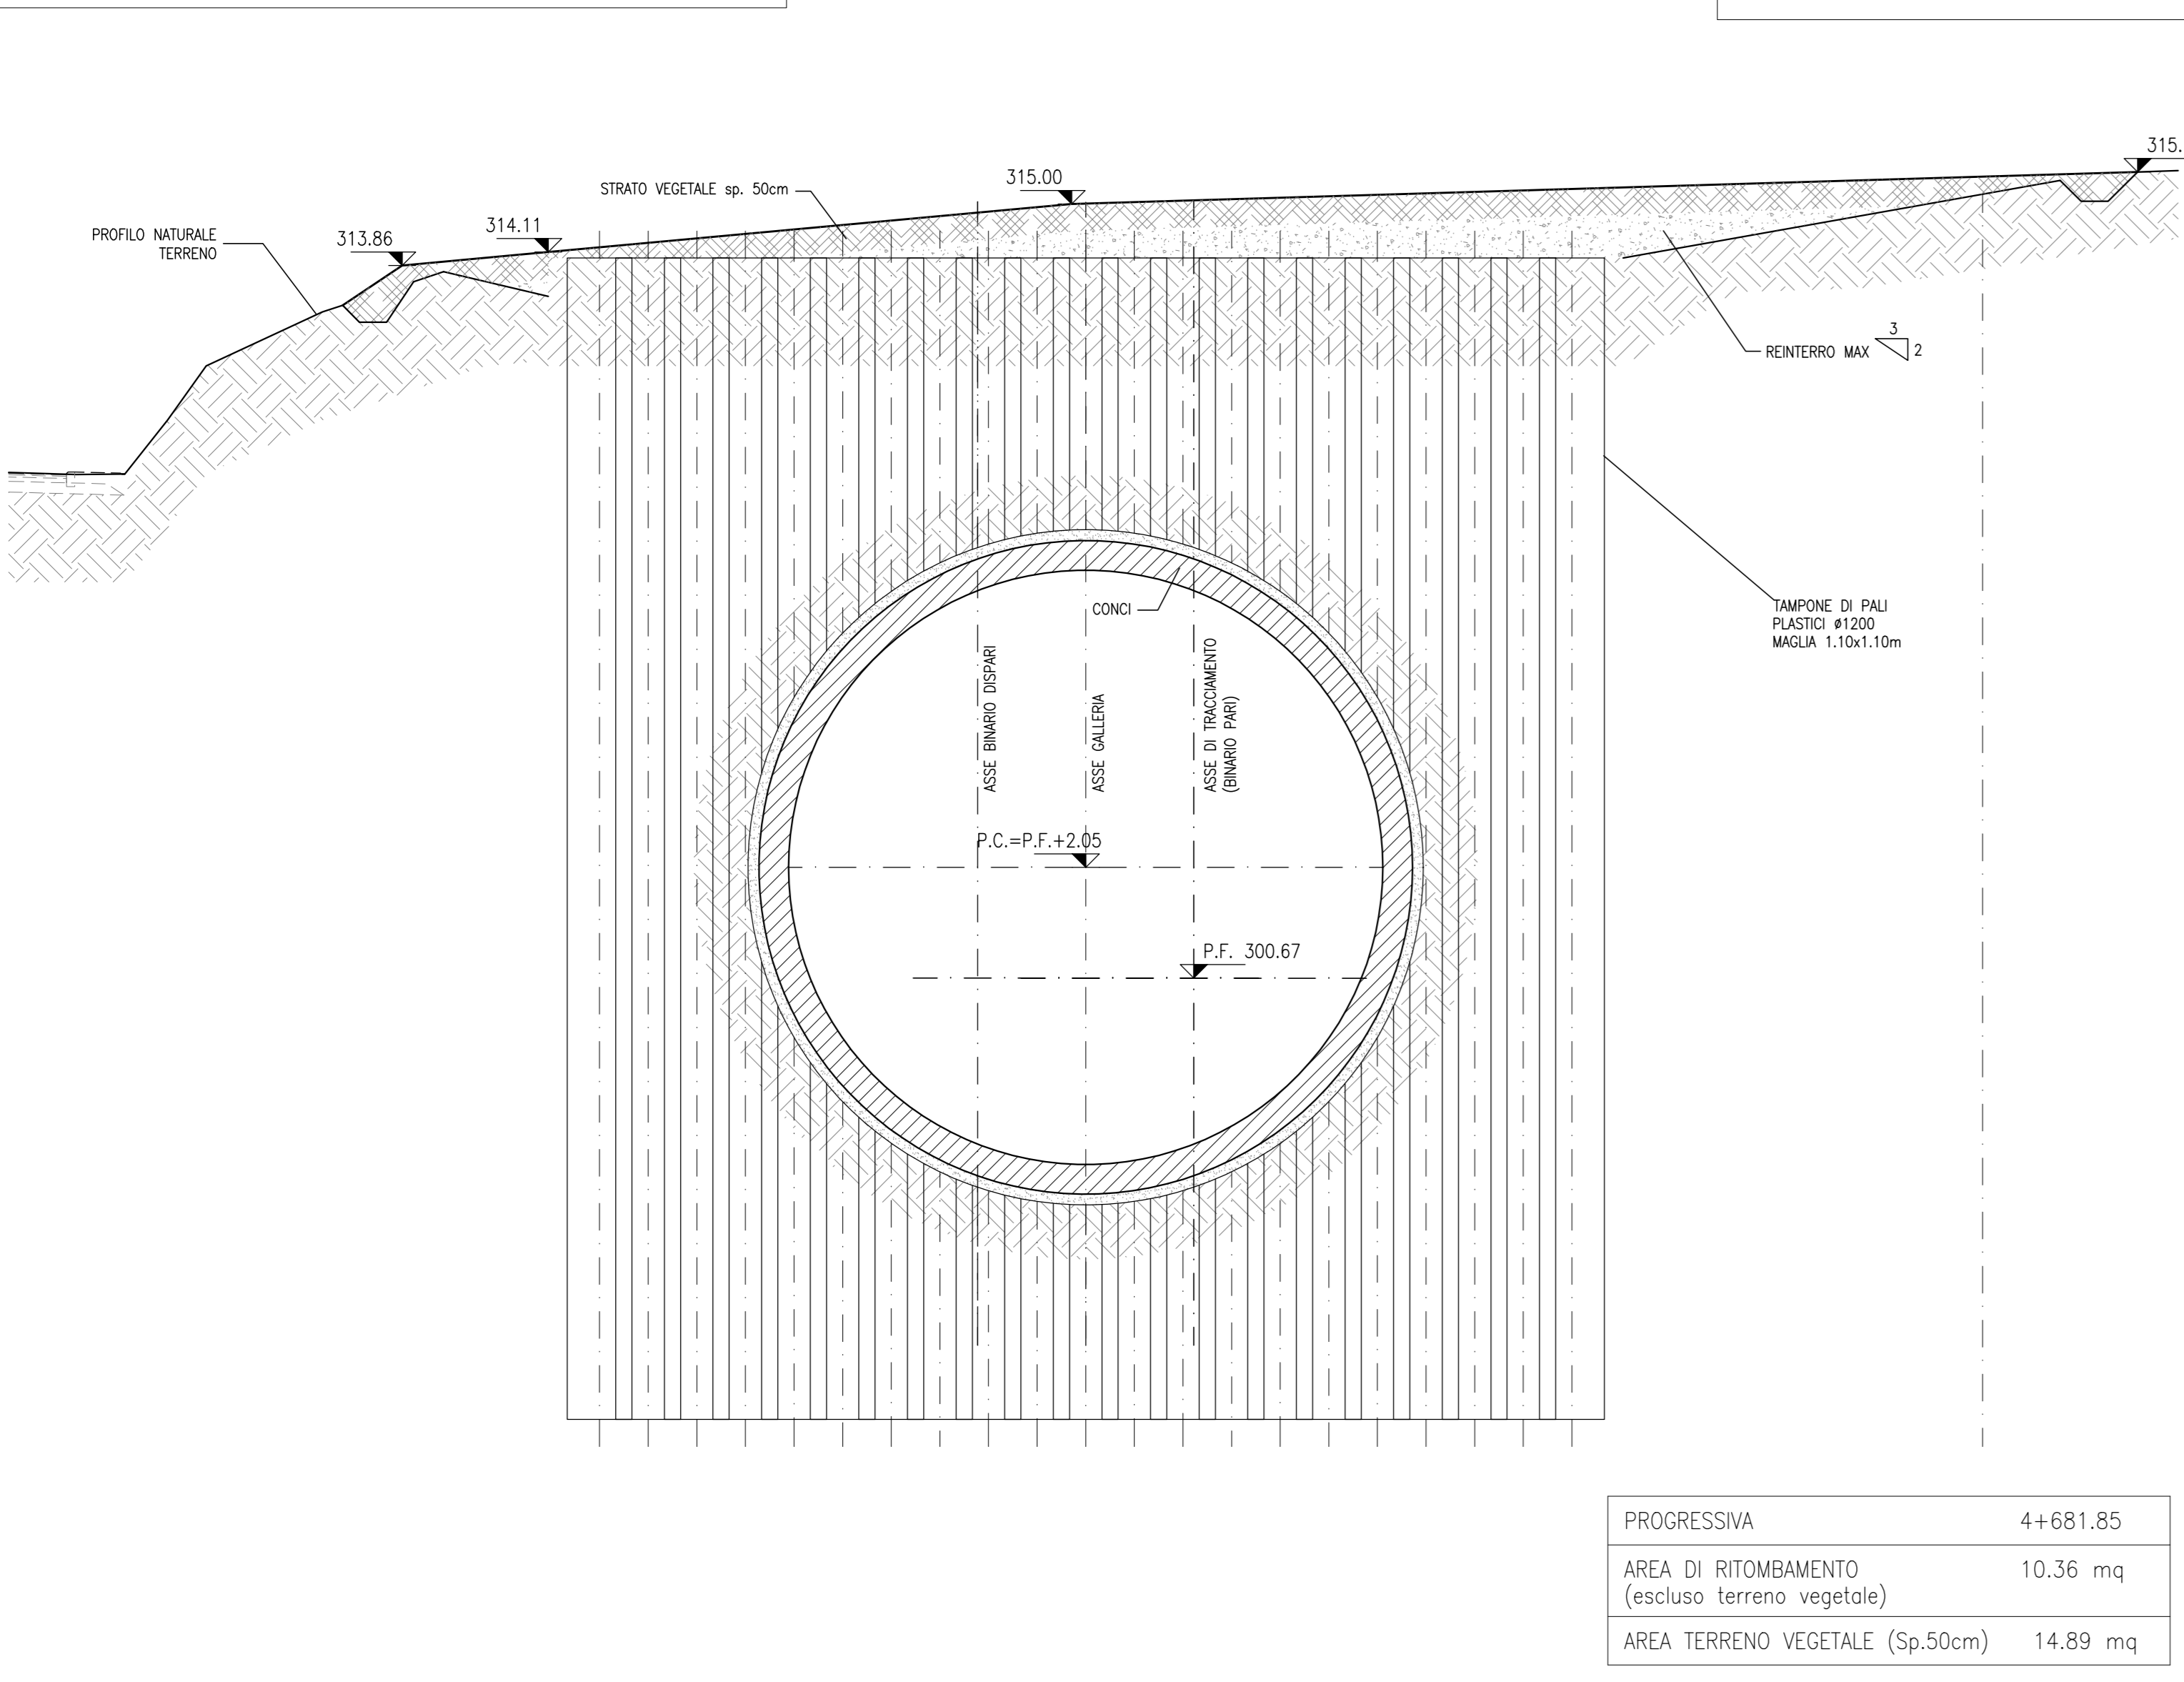 315.
315.00
STRATO VEGETALE sp. 50cm
314.11
313.86
PROFILO NATURALE
TERRENO
3
2
REINTERRO MAX
CONCI
TAMPONE DI PALI
PLASTICI ø1200
MAGLIA 1.10x1.10m
ASSE BINARIO DISPARI
ASSE GALLERIA
ASSE DI TRACCIAMENTO
(BINARIO PARI)
P.C.=P.F.+2.05
P.F. 300.67
PROGRESSIVA 4+681.85
AREA DI RITOMBAMENTO 10.36 mq
(escluso terreno vegetale)
AREA TERRENO VEGETALE (Sp.50cm) 14.89 mq